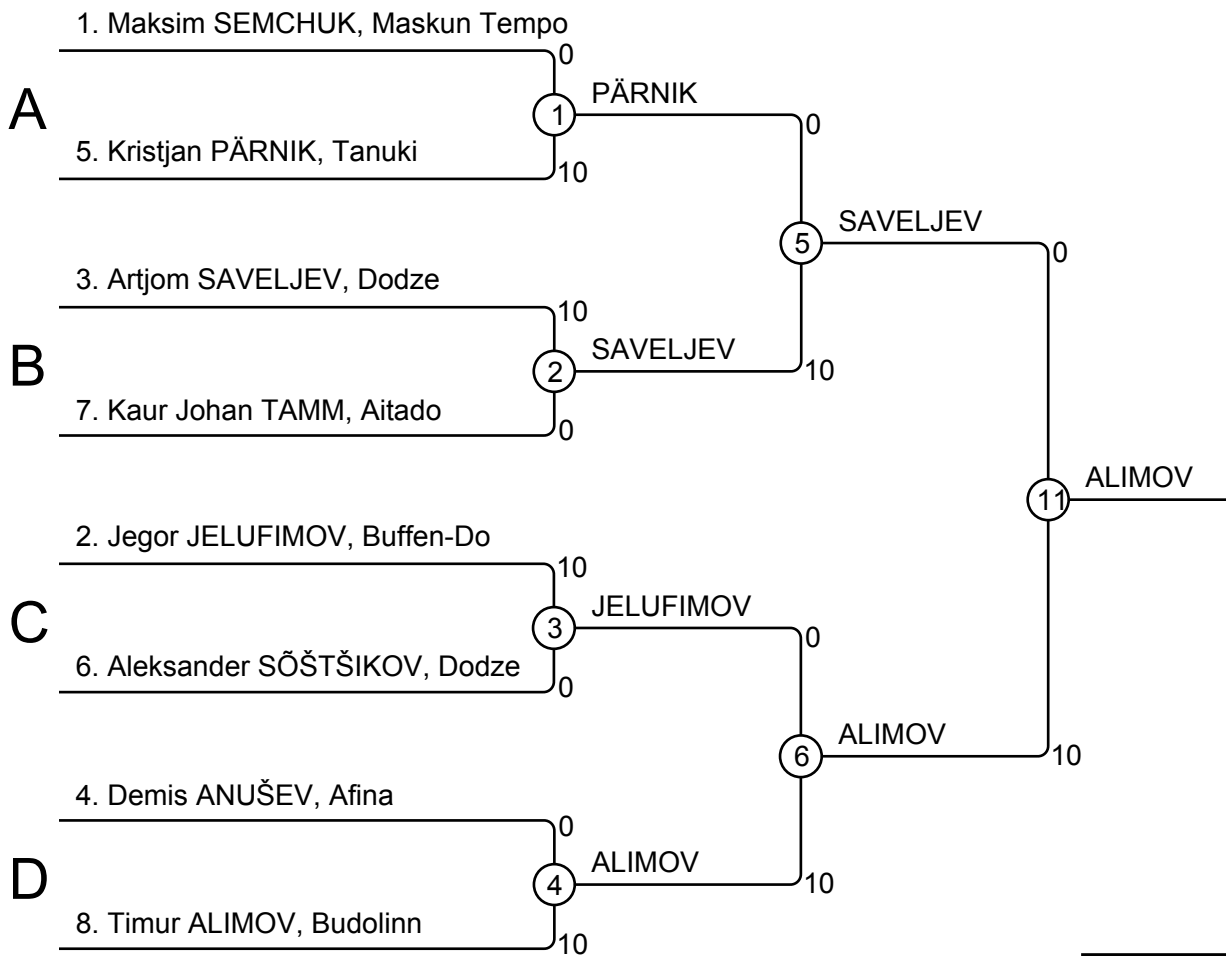 1. Maksim SEMCHUK, Maskun Tempo
0
A
1
PÄRNIK
0
5. Kristjan PÄRNIK, Tanuki
10
5
SAVELJEV
0
3. Artjom SAVELJEV, Dodze
10
B
2
SAVELJEV
10
7. Kaur Johan TAMM, Aitado
0
11
ALIMOV
2. Jegor JELUFIMOV, Buffen-Do
10
C
3
JELUFIMOV
0
6. Aleksander SÕŠTŠIKOV, Dodze
0
6
ALIMOV
10
4. Demis ANUŠEV, Afina
0
D
4
ALIMOV
10
8. Timur ALIMOV, Budolinn
10